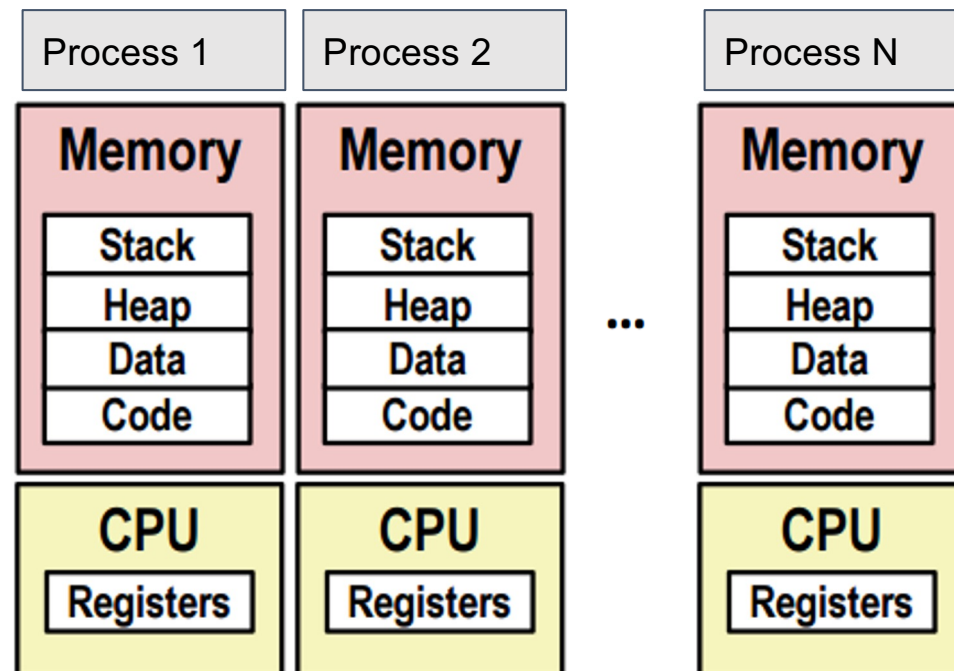 Process 1
Process 2
Process N
Memory
Stack
Heap
Data
Code
Memory
Stack
Heap
Data
Code
...
Memory
Stack
Heap
Data
Code
CPU
Registers
CPU
Registers
CPU
Registers